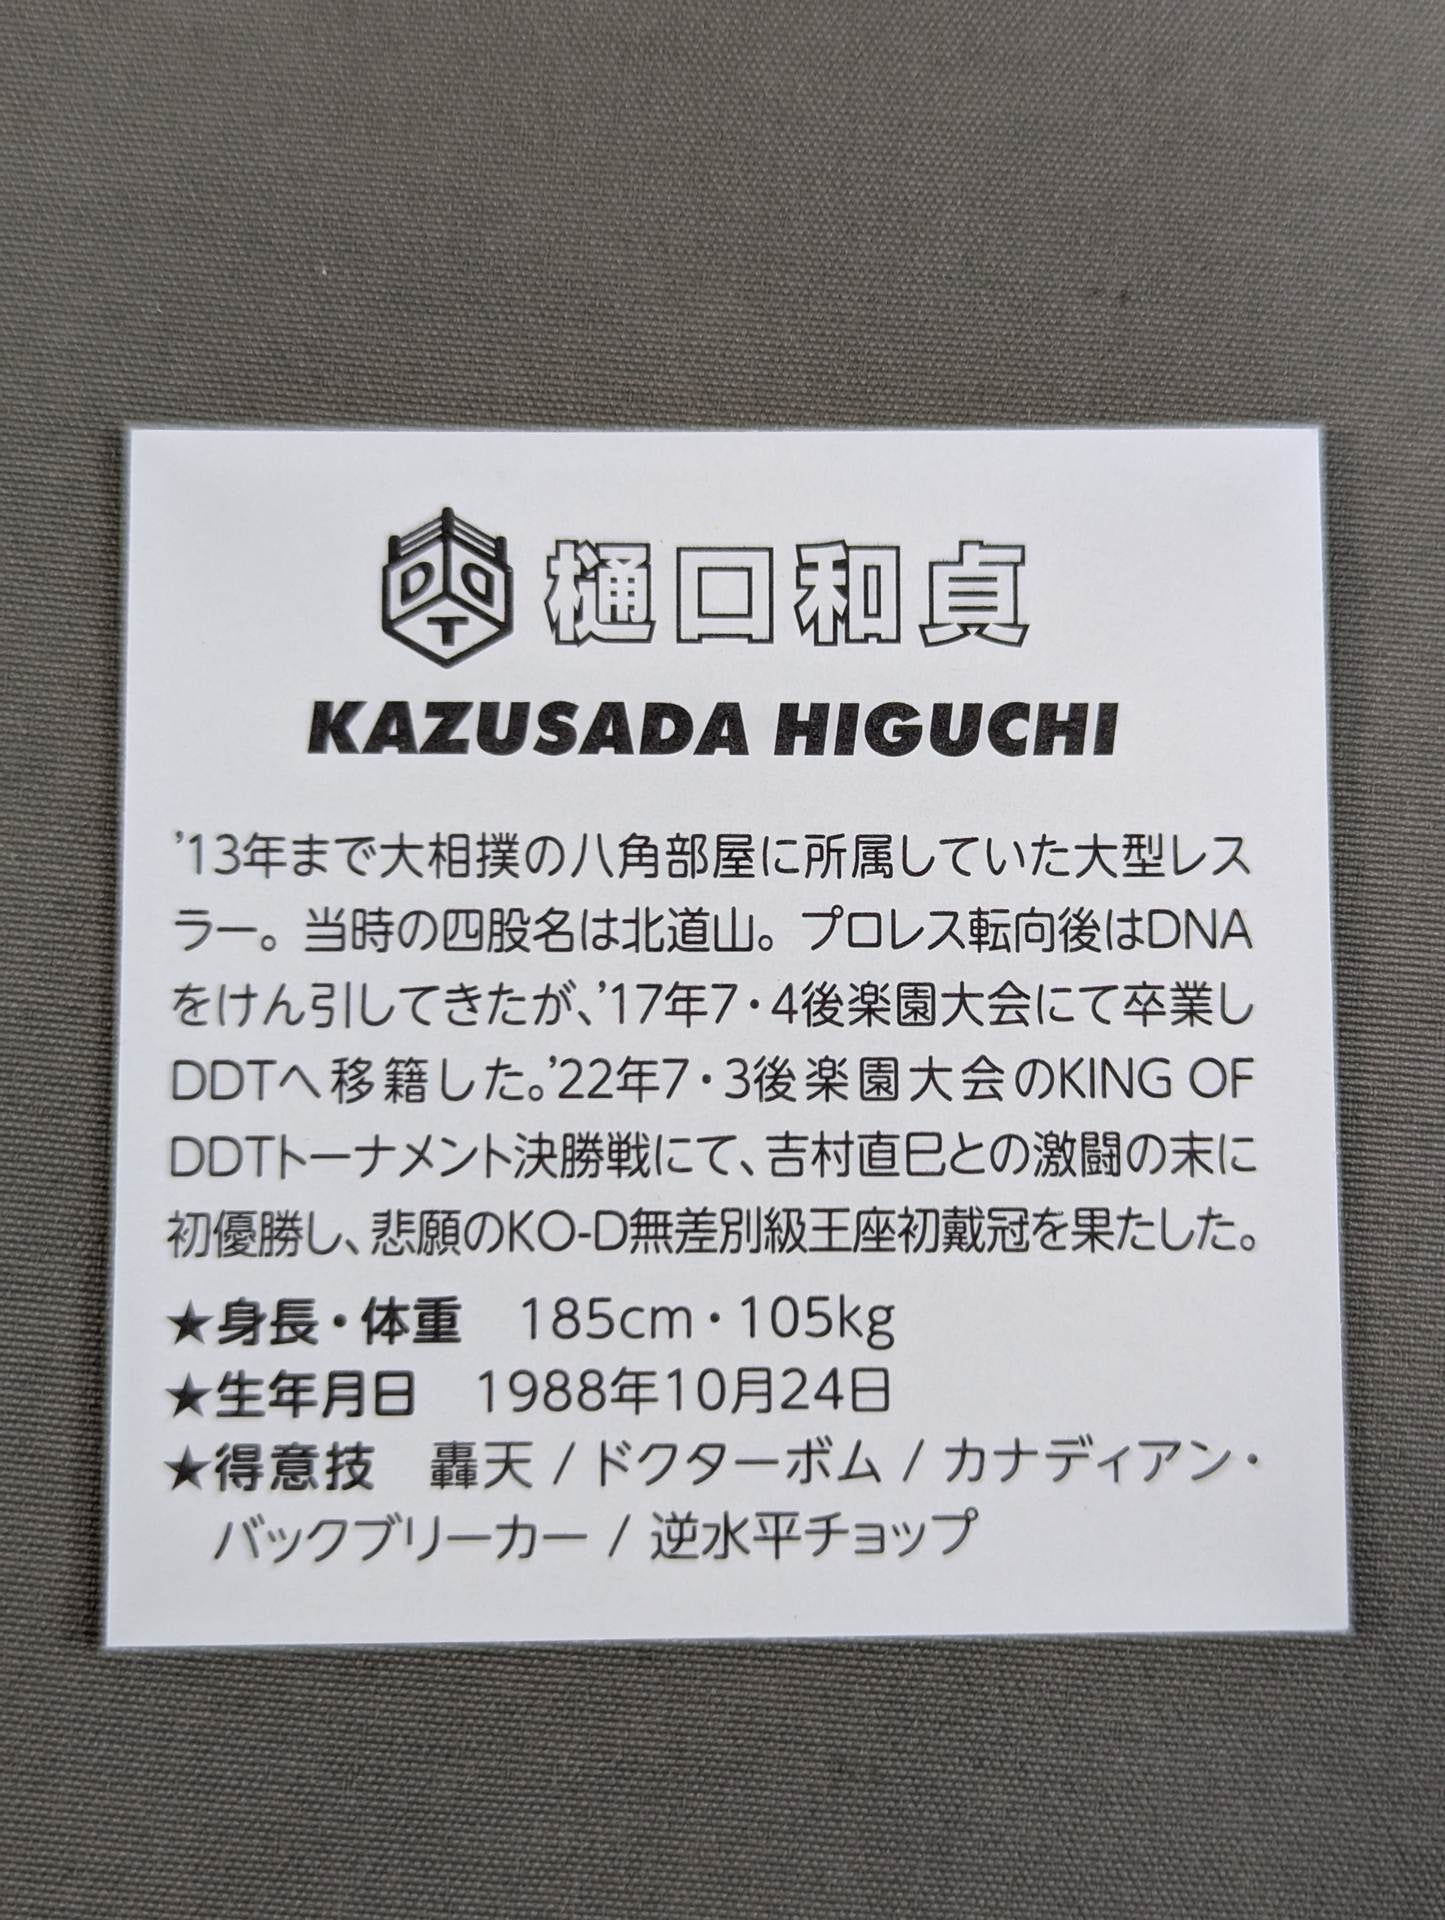 DDT 樋口和貞
KAZUSADA HIGUCHI
’13年まで大相撲の八角部屋に所属していた大型レス
ラー。当時の四股名は北道山。プロレス転向後はDNA
をけん引してきたが、’17年7・4後楽園大会にて卒業し
DDTへ移籍した。’22年7・3後楽園大会のKING OF
DDTトーナメント決勝戦にて、吉村直巳との激闘の末に
初優勝し、悲願のKO-D無差別級王座初戴冠を果たした。
★身長・体重　185cm・105kg
★生年月日　1988年10月24日
★得意技　轟天 / ドクターボム / カナディアン・
バックブリーカー / 逆水平チョップ